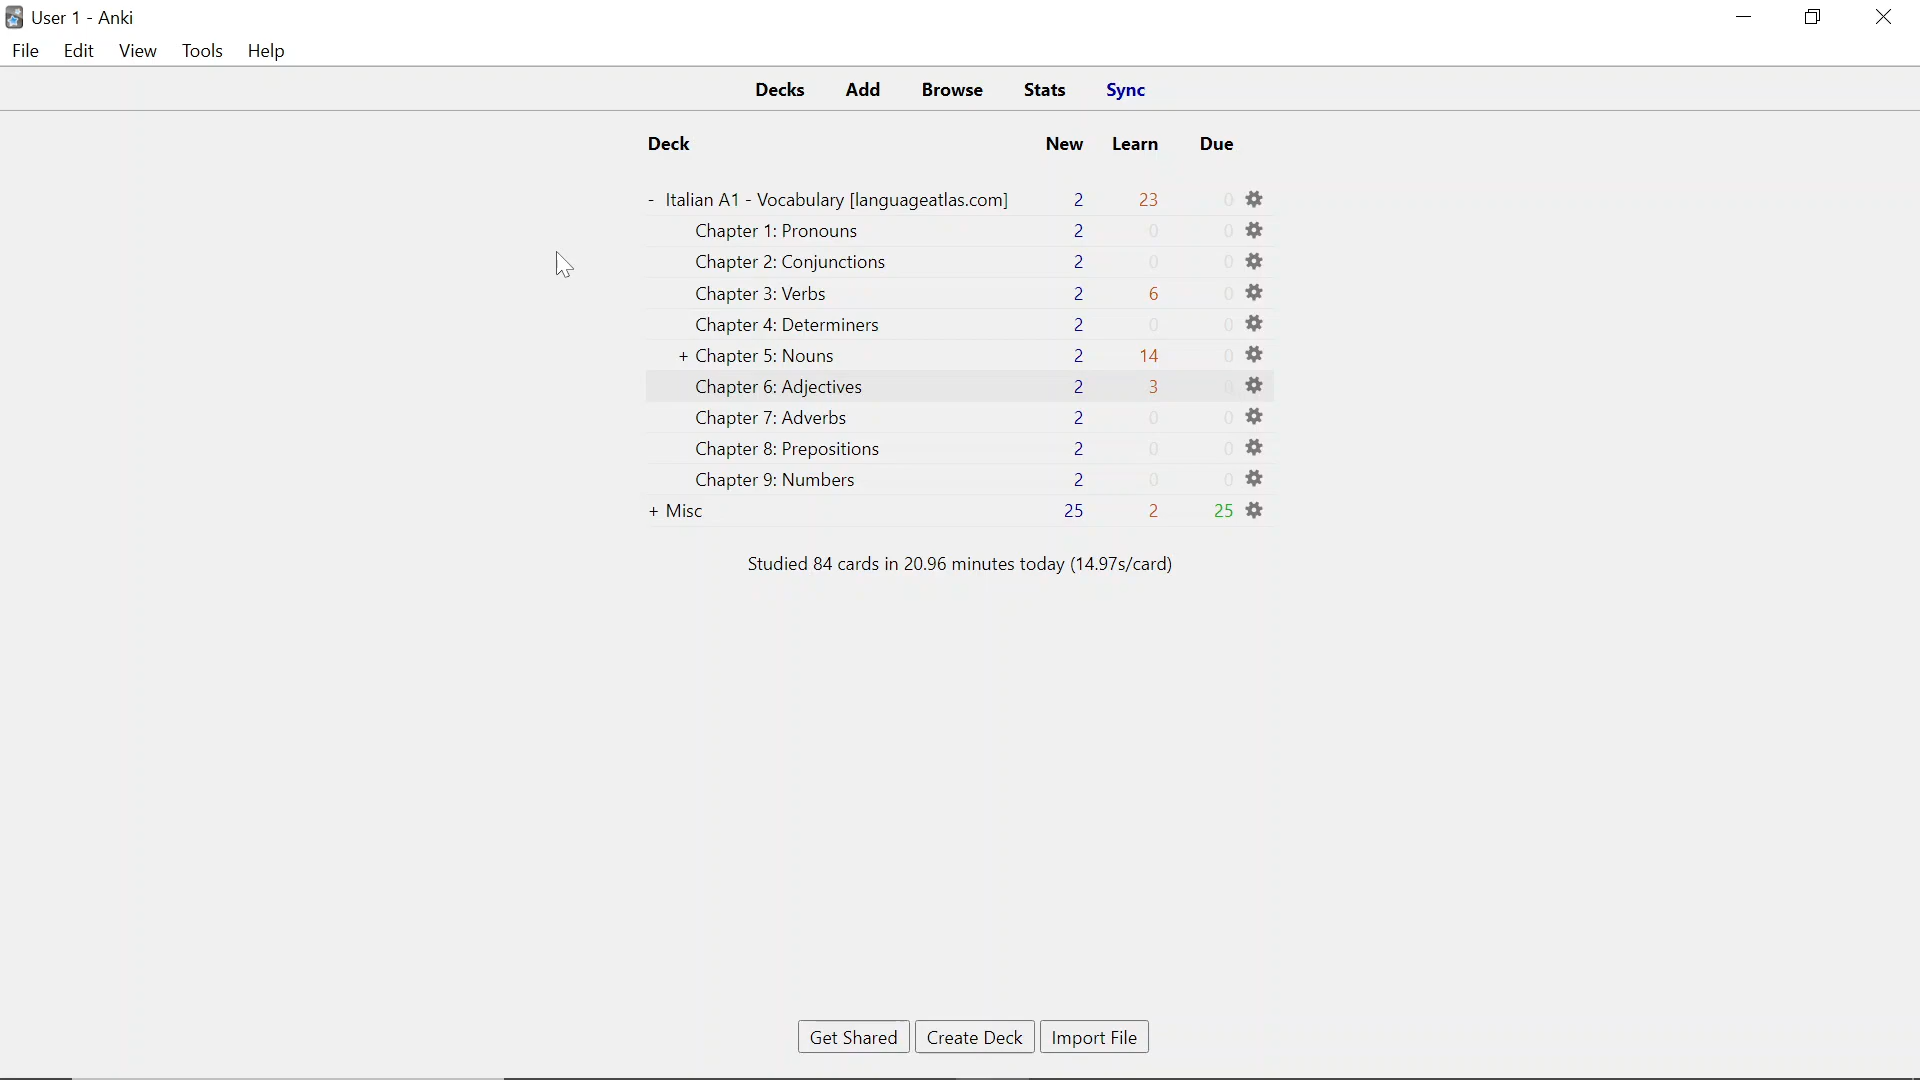 User 1 - Anki
File Edit View Tools Help
Decks Add Browse Stats Sync
Deck New Learn Due
- Italian A1 - Vocabulary [languageatlas.com] 2 23 0
Chapter 1: Pronouns 2 0 0
Chapter 2: Conjunctions 2 0 0
Chapter 3: Verbs 2 6 0
Chapter 4: Determiners 2 0 0
+ Chapter 5: Nouns 2 14 0
Chapter 6: Adjectives 2 3 0
Chapter 7: Adverbs 2 0 0
Chapter 8: Prepositions 2 0 0
Chapter 9: Numbers 2 0 0
+ Misc 25 2 25
Studied 84 cards in 20.96 minutes today (14.97s/card)
Get Shared Create Deck Import File